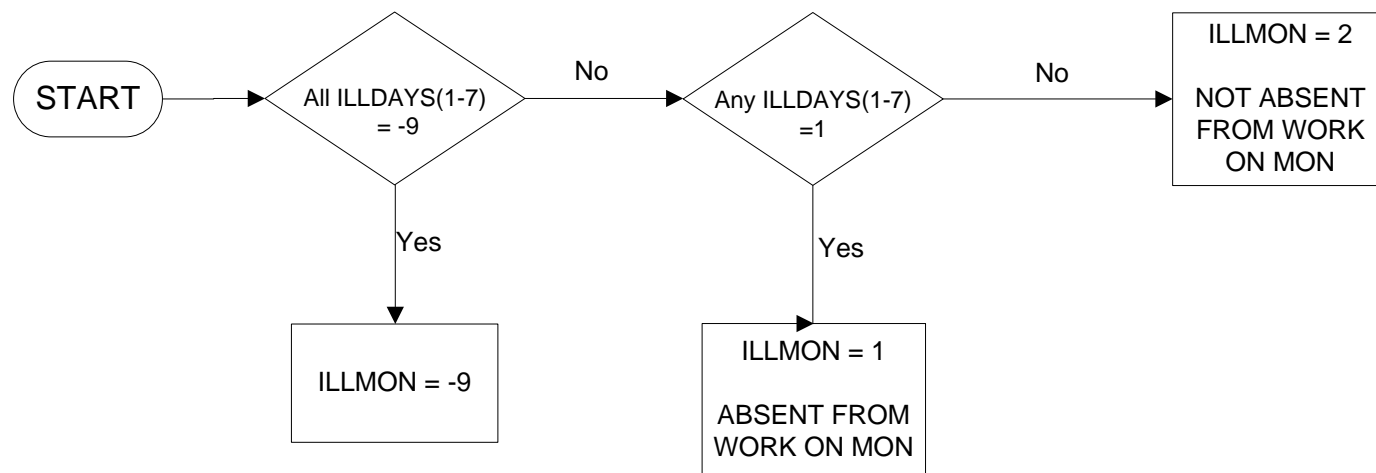 START
All ILLDAYS(1-7)
= -9
No
Any ILLDAYS(1-7)
=1
No
ILLMON = 2
NOT ABSENT
FROM WORK
ON MON
Yes
Yes
ILLMON = -9
ILLMON = 1
ABSENT FROM
WORK ON MON